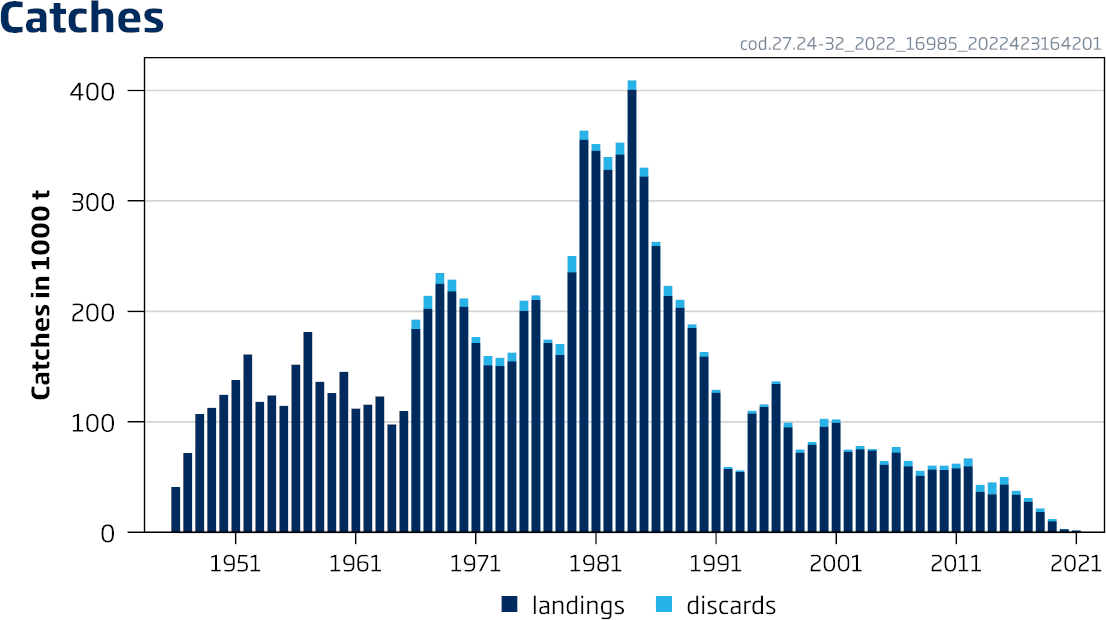 Catches
cod.27.24-32_2022_16985_2022423164201
Catches in 1000 t
400
300
200
100
0
1951 1961 1971 1981 1991 2001 2011 2021
landings discards